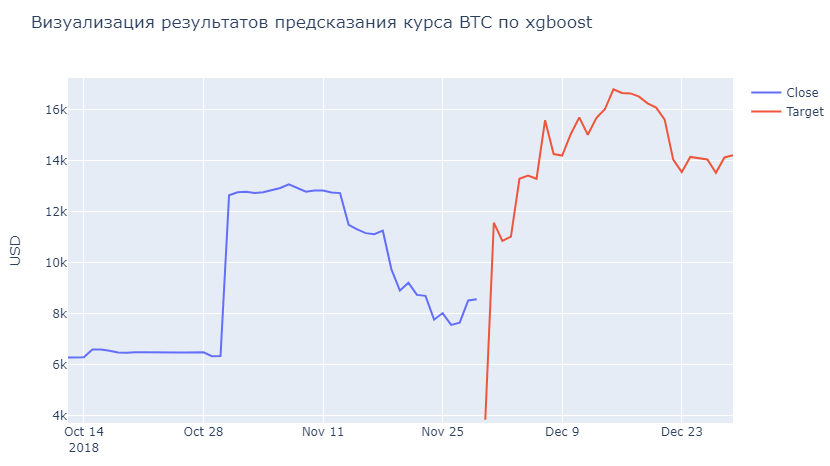 Визуализация результатов предсказания курса BTC по xgboost
Close
Target
16k
14k
12k
10k
8k
6k
4k
USD
Oct 14
2018
Oct 28
Nov 11
Nov 25
Dec 9
Dec 23